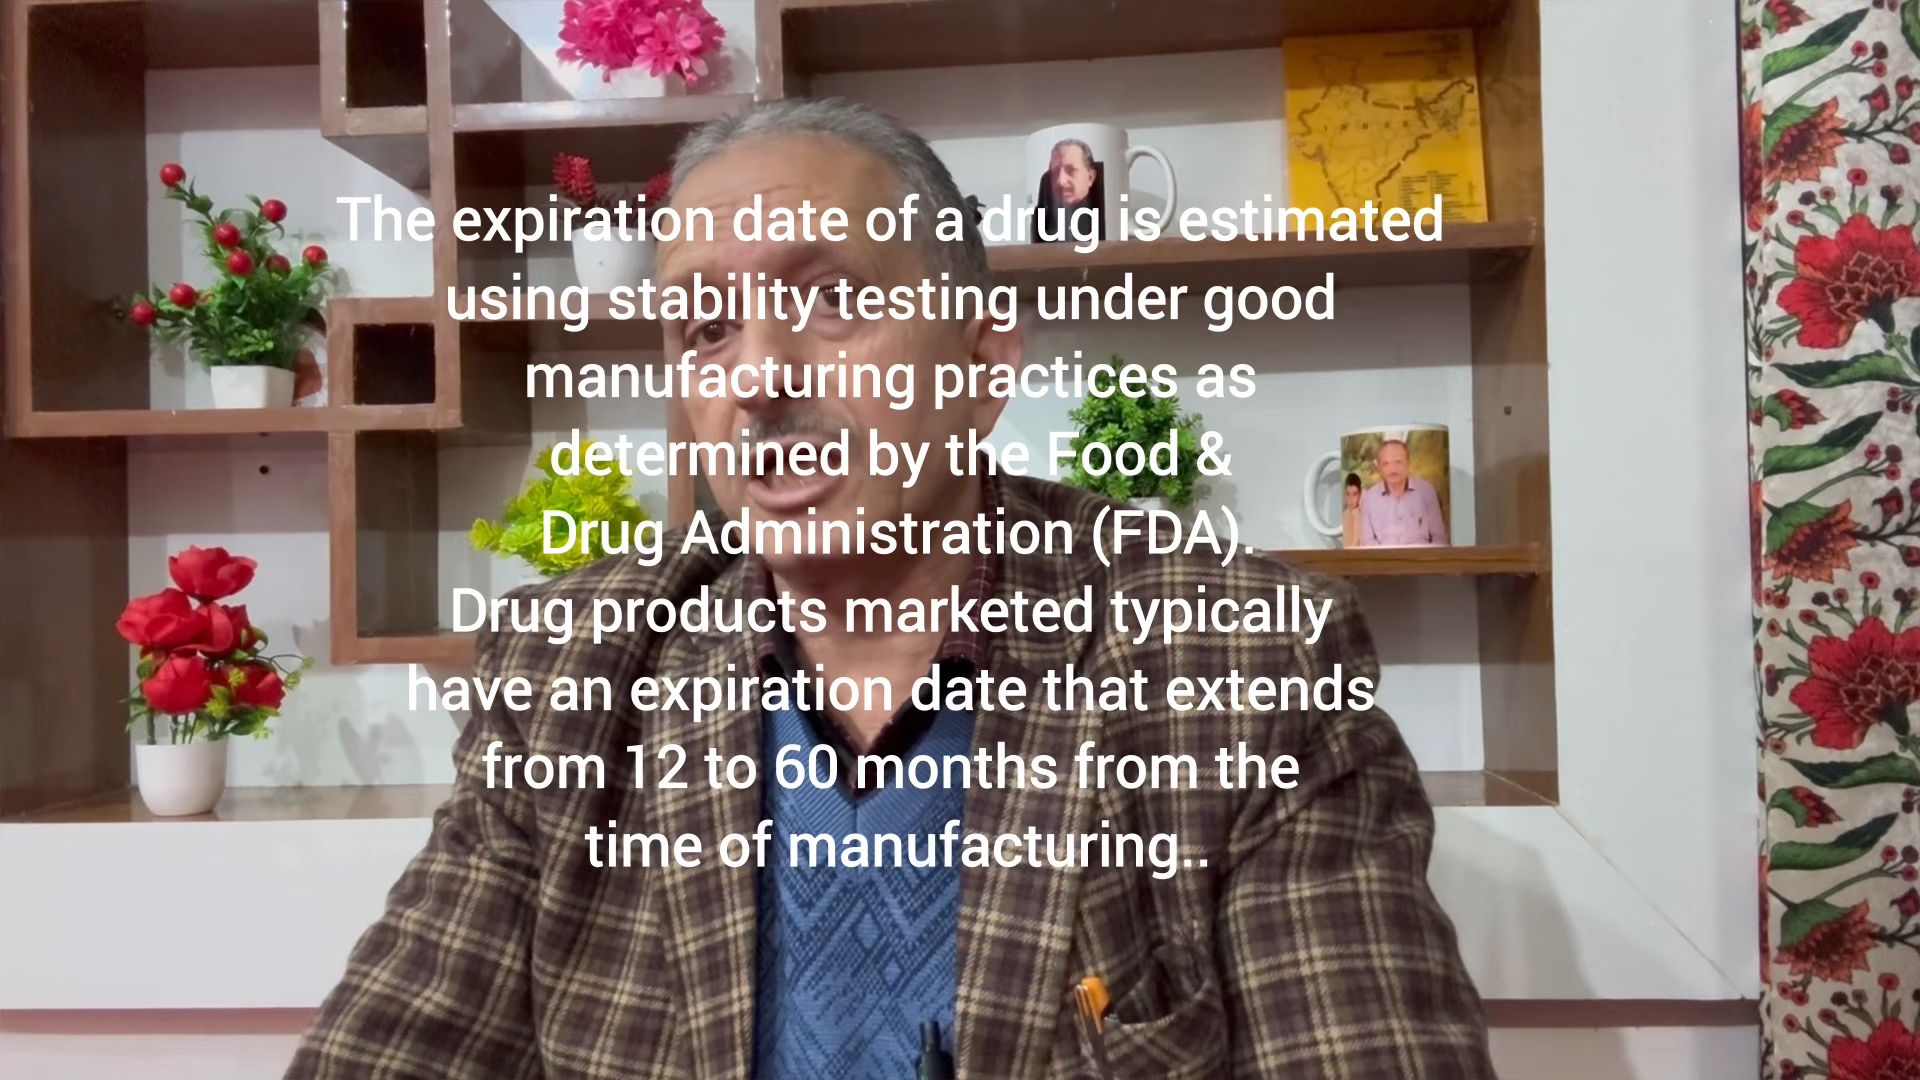 The expiration date of a drug is estimated
using stability testing under good
manufacturing practices as
determined by the Food &
Drug Administration (FDA).
Drug products marketed typically
have an expiration date that extends
from 12 to 60 months from the
time of manufacturing..